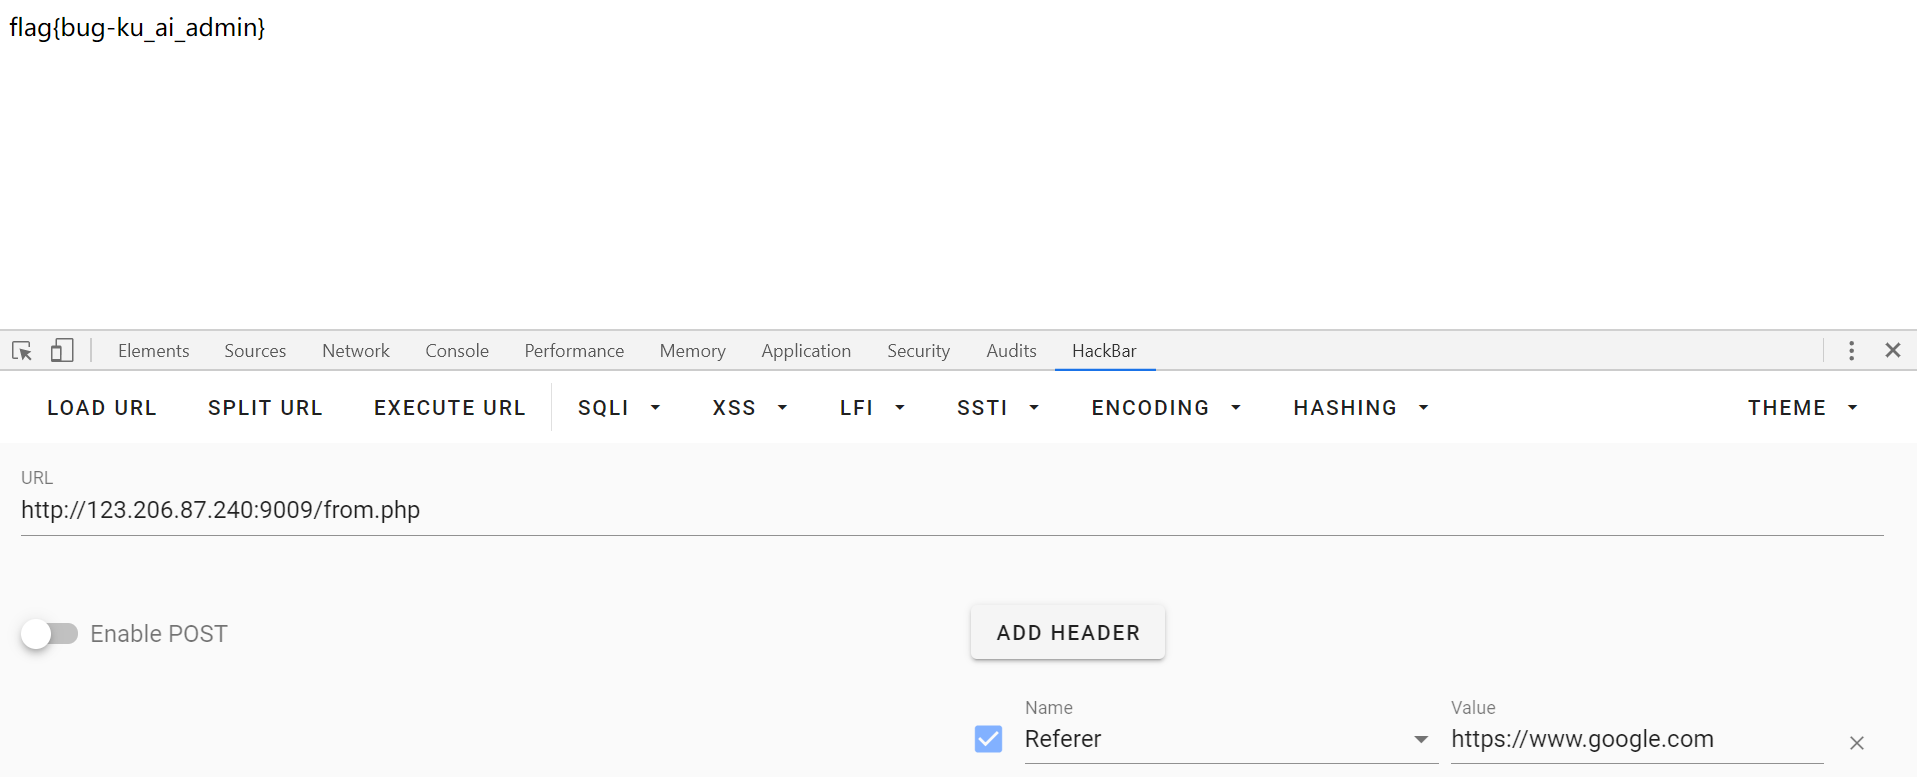 flag{bug-ku_ai_admin}
Elements Sources Network Console Performance Memory Application Security Audits HackBar
LOAD URL SPLIT URL EXECUTE URL SQLI XSS LFI SSTI ENCODING HASHING THEME
URL
http://123.206.87.240:9009/from.php
Enable POST ADD HEADER
Name Value
Referer https://www.google.com